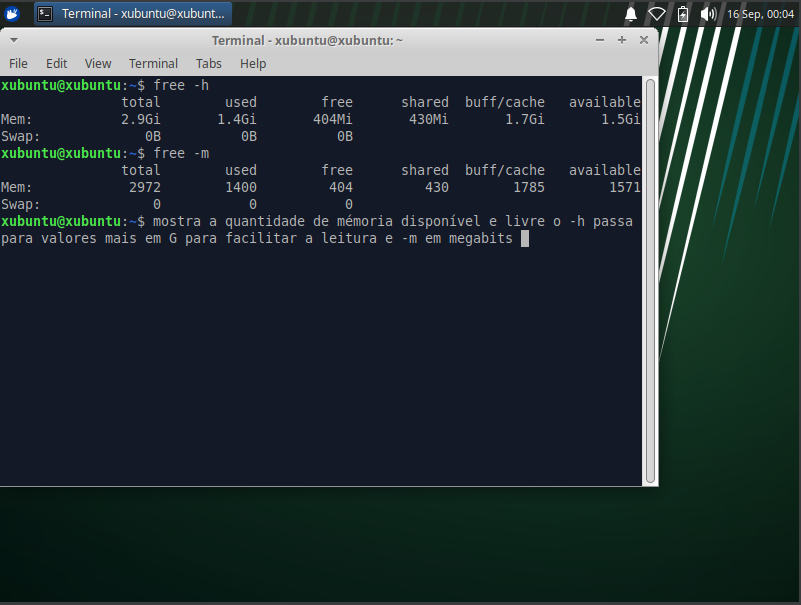 Terminal - xubuntu@xubunt...
16 Sep, 00:04
Terminal - xubuntu@xubuntu: ~
File Edit View Terminal Tabs Help
xubuntu@xubuntu:~$ free -h
total used free shared buff/cache available
Mem: 2.9Gi 1.4Gi 404Mi 430Mi 1.7Gi 1.5Gi
Swap: 0B 0B 0B
xubuntu@xubuntu:~$ free -m
total used free shared buff/cache available
Mem: 2972 1400 404 430 1785 1571
Swap: 0 0 0
xubuntu@xubuntu:~$ mostra a quantidade de mémoria disponível e livre o -h passa
para valores mais em G para facilitar a leitura e -m em megabits